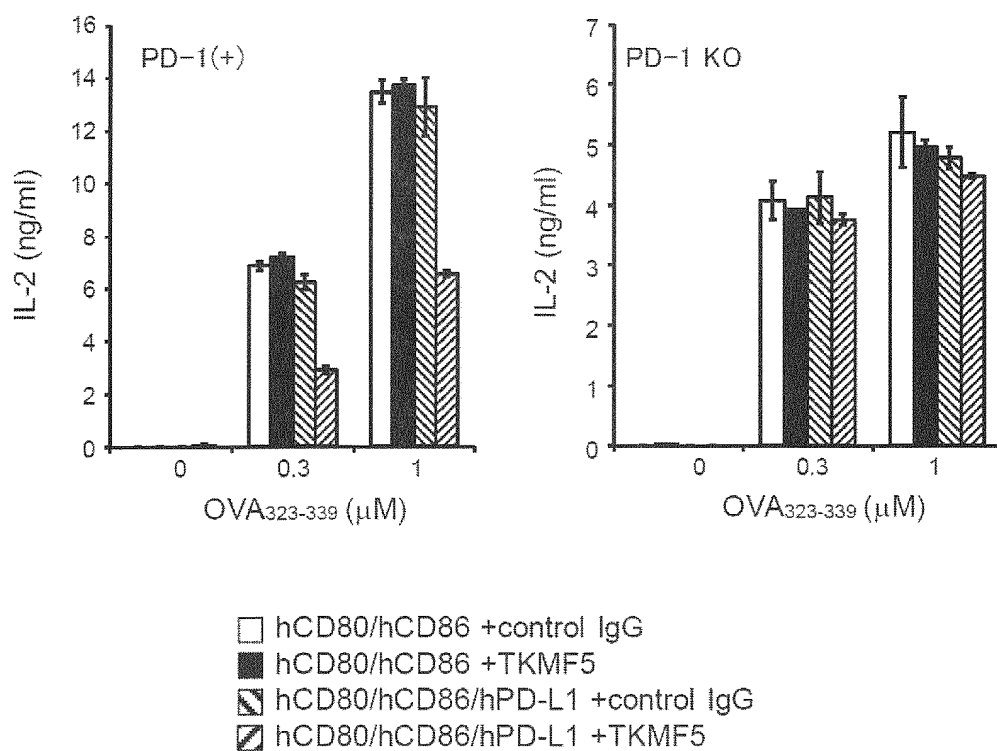 PD-1(+)
IL-2 (ng/ml)
16
14
12
10
8
6
4
2
0
0 0.3 1
OVA323-339 (μM)
PD-1 KO
IL-2 (ng/ml)
7
6
5
4
3
2
1
0
0 0.3 1
OVA323-339 (μM)
hCD80/hCD86 +control IgG
hCD80/hCD86 +TKMF5
hCD80/hCD86/hPD-L1 +control IgG
hCD80/hCD86/hPD-L1 +TKMF5